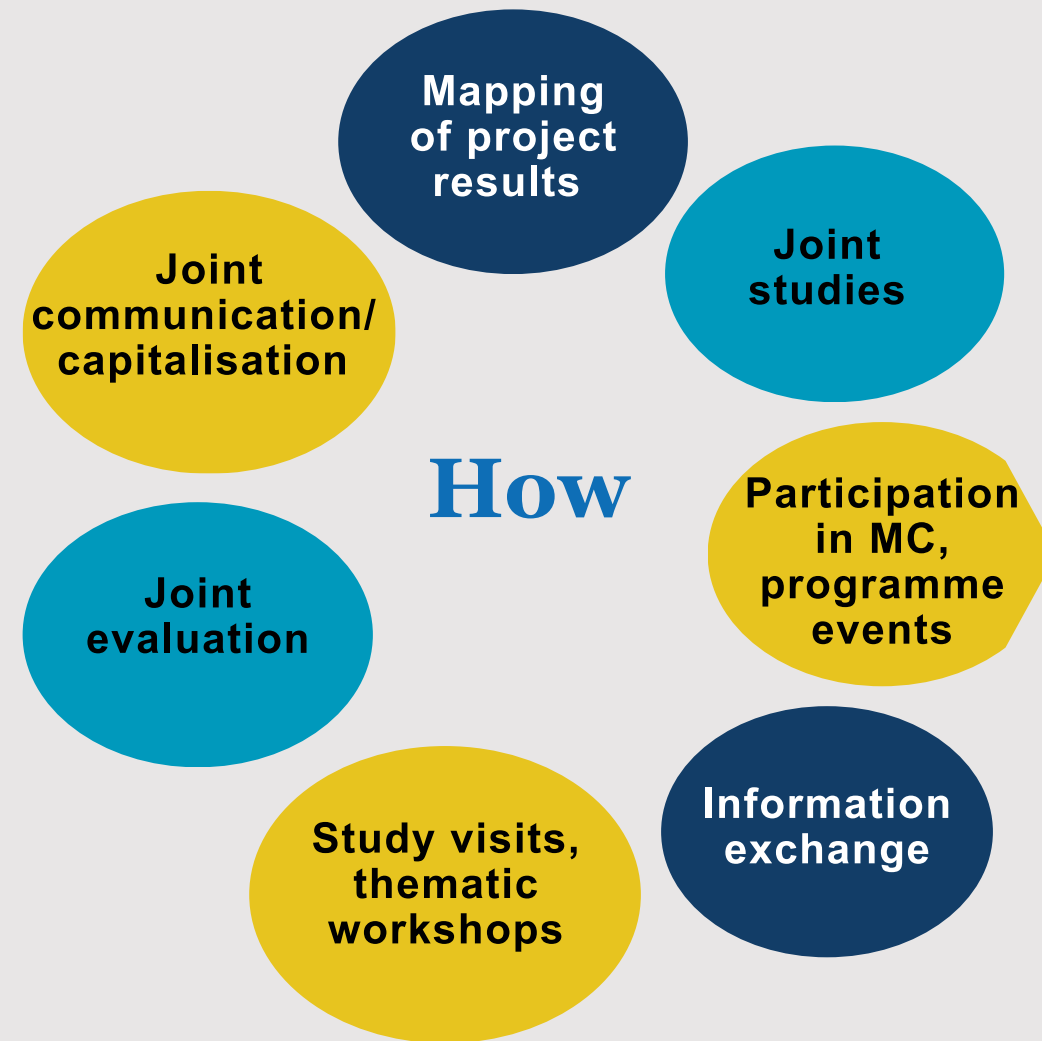 Mapping
of project
results
Joint
studies
Participation
in MC,
programme
events
Information
exchange
Study visits,
thematic
workshops
Joint
evaluation
Joint
communication/
capitalisation
How